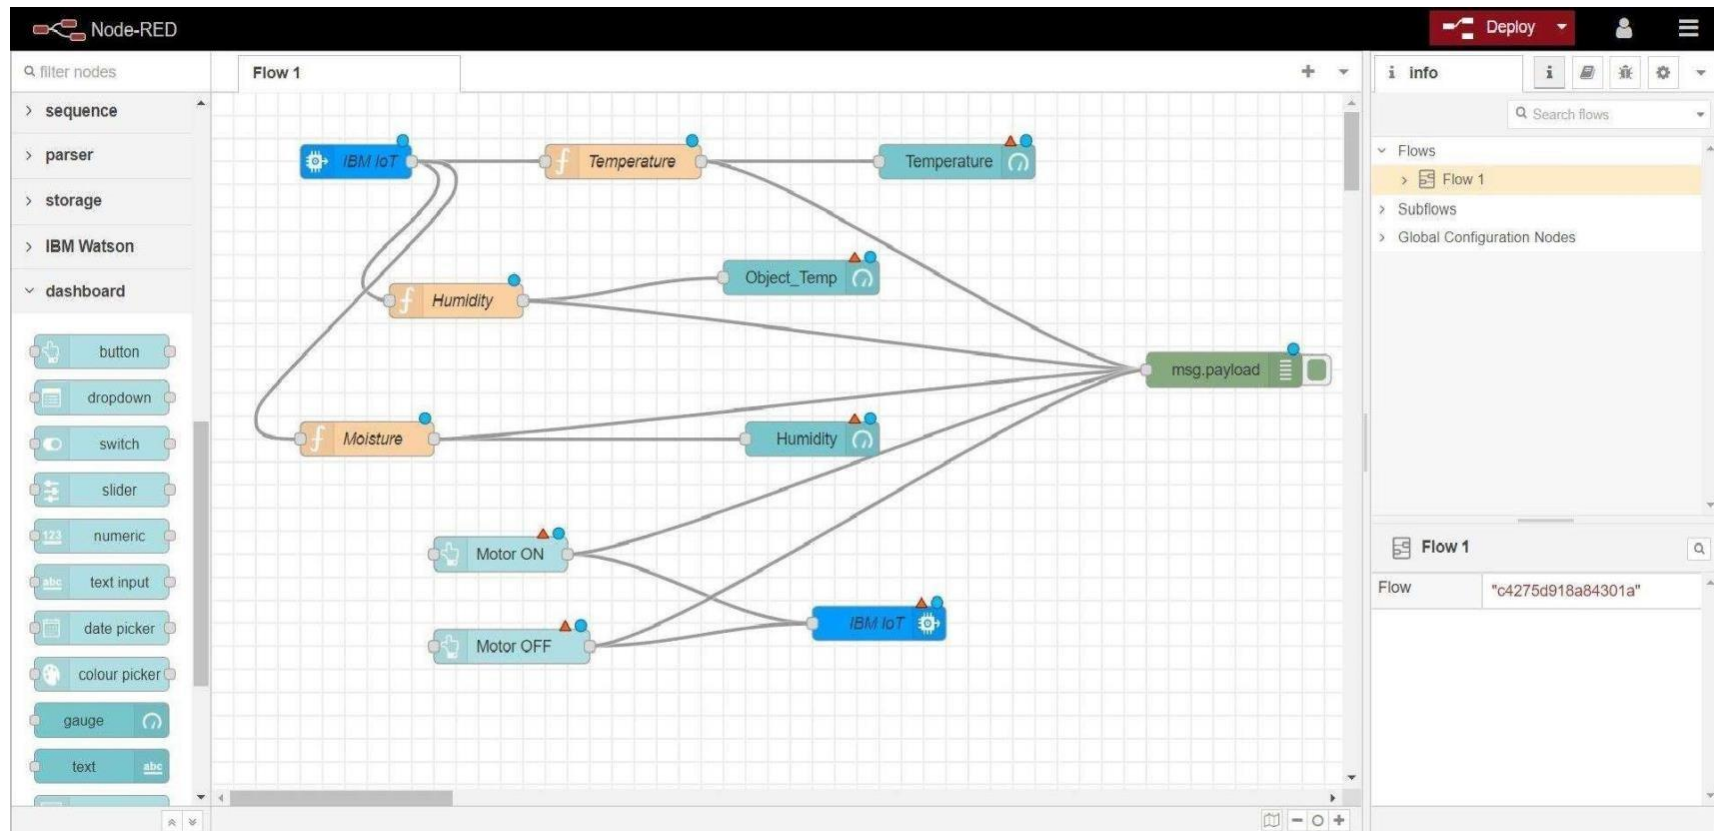 Node-RED
Deploy
filter nodes
Flow 1
info
i
sequence
Search flows
parser
Flows
IBM IoT
Temperature
Temperature
Flow 1
storage
Subflows
IBM Watson
Global Configuration Nodes
dashboard
Object_Temp
Humidity
button
msg.payload
dropdown
switch
Moisture
Humidity
slider
numeric
Motor ON
Flow 1
text input
Flow
"c4275d918a84301a"
date picker
IBM IoT
Motor OFF
colour picker
gauge
text
abc